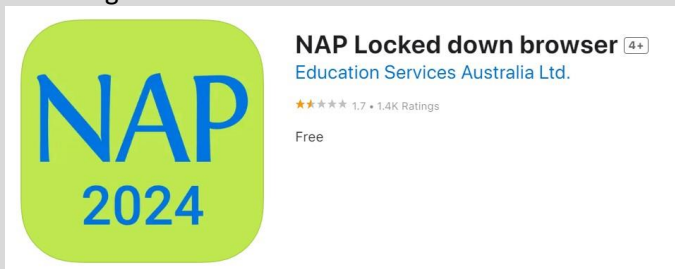 NAP
2024
NAP Locked down browser 4+
Education Services Australia Ltd.
1.7 • 1.4K Ratings
Free